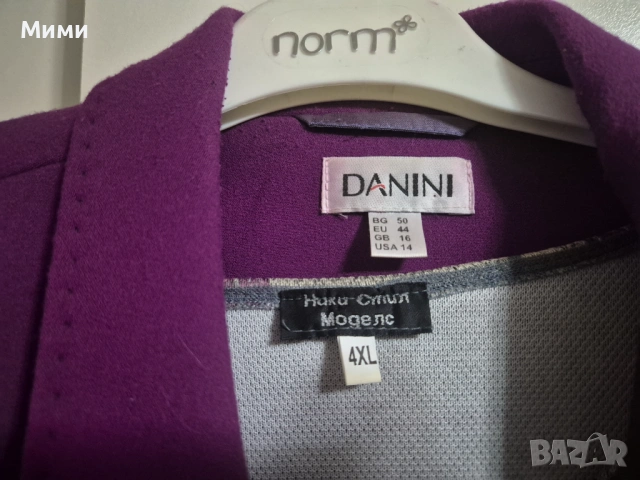 Мими
norm
DANINI
BG 50
EU 44
GB 16
USA 14
Ники Стил
Моделс
4XL
BAZAR